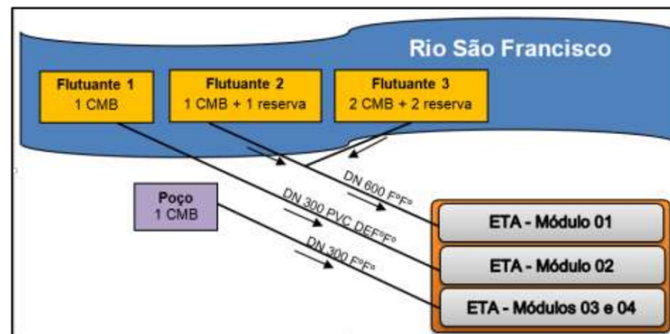 Rio São Francisco
Flutuante 1
1 CMB
Flutuante 2
1 CMB + 1 reserva
Flutuante 3
2 CMB + 2 reserva
DN 600 FºFº
DN 300 PVC DEFºFº
Poço
1 CMB
DN 300 FºFº
ETA - Módulo 01
ETA - Módulo 02
ETA - Módulos 03 e 04